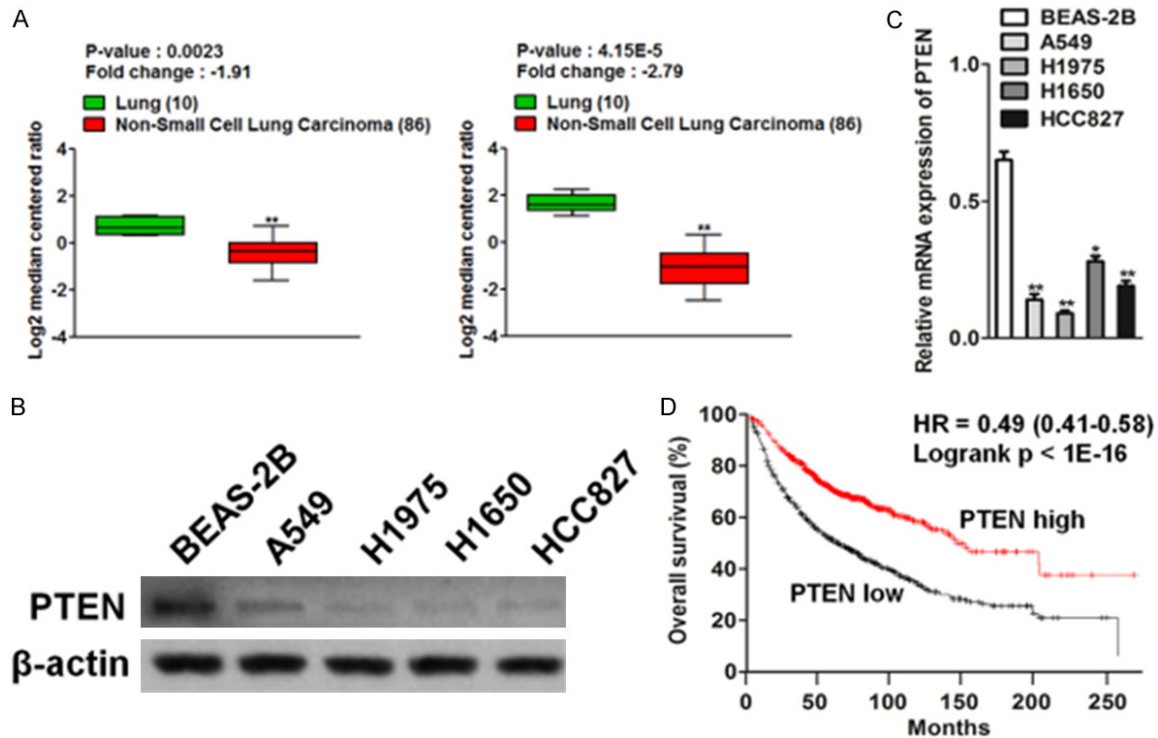 A
P-value : 0.0023
Fold change : -1.91
Lung (10)
Non-Small Cell Lung Carcinoma (86)
Log2 median centered ratio
4
2
0
-2
-4
**
P-value : 4.15E-5
Fold change : -2.79
Lung (10)
Non-Small Cell Lung Carcinoma (86)
Log2 median centered ratio
4
2
0
-2
-4
**
C
BEAS-2B
A549
H1975
H1650
HCC827
Relative mRNA expression of PTEN
1.0
0.5
0.0
**
**
*
**
B
BEAS-2B
A549
H1975
H1650
HCC827
PTEN
β-actin
D
Overall survival (%)
100
80
60
40
20
0
HR = 0.49 (0.41-0.58)
Logrank p < 1E-16
PTEN high
PTEN low
0
50
100
150
200
250
Months